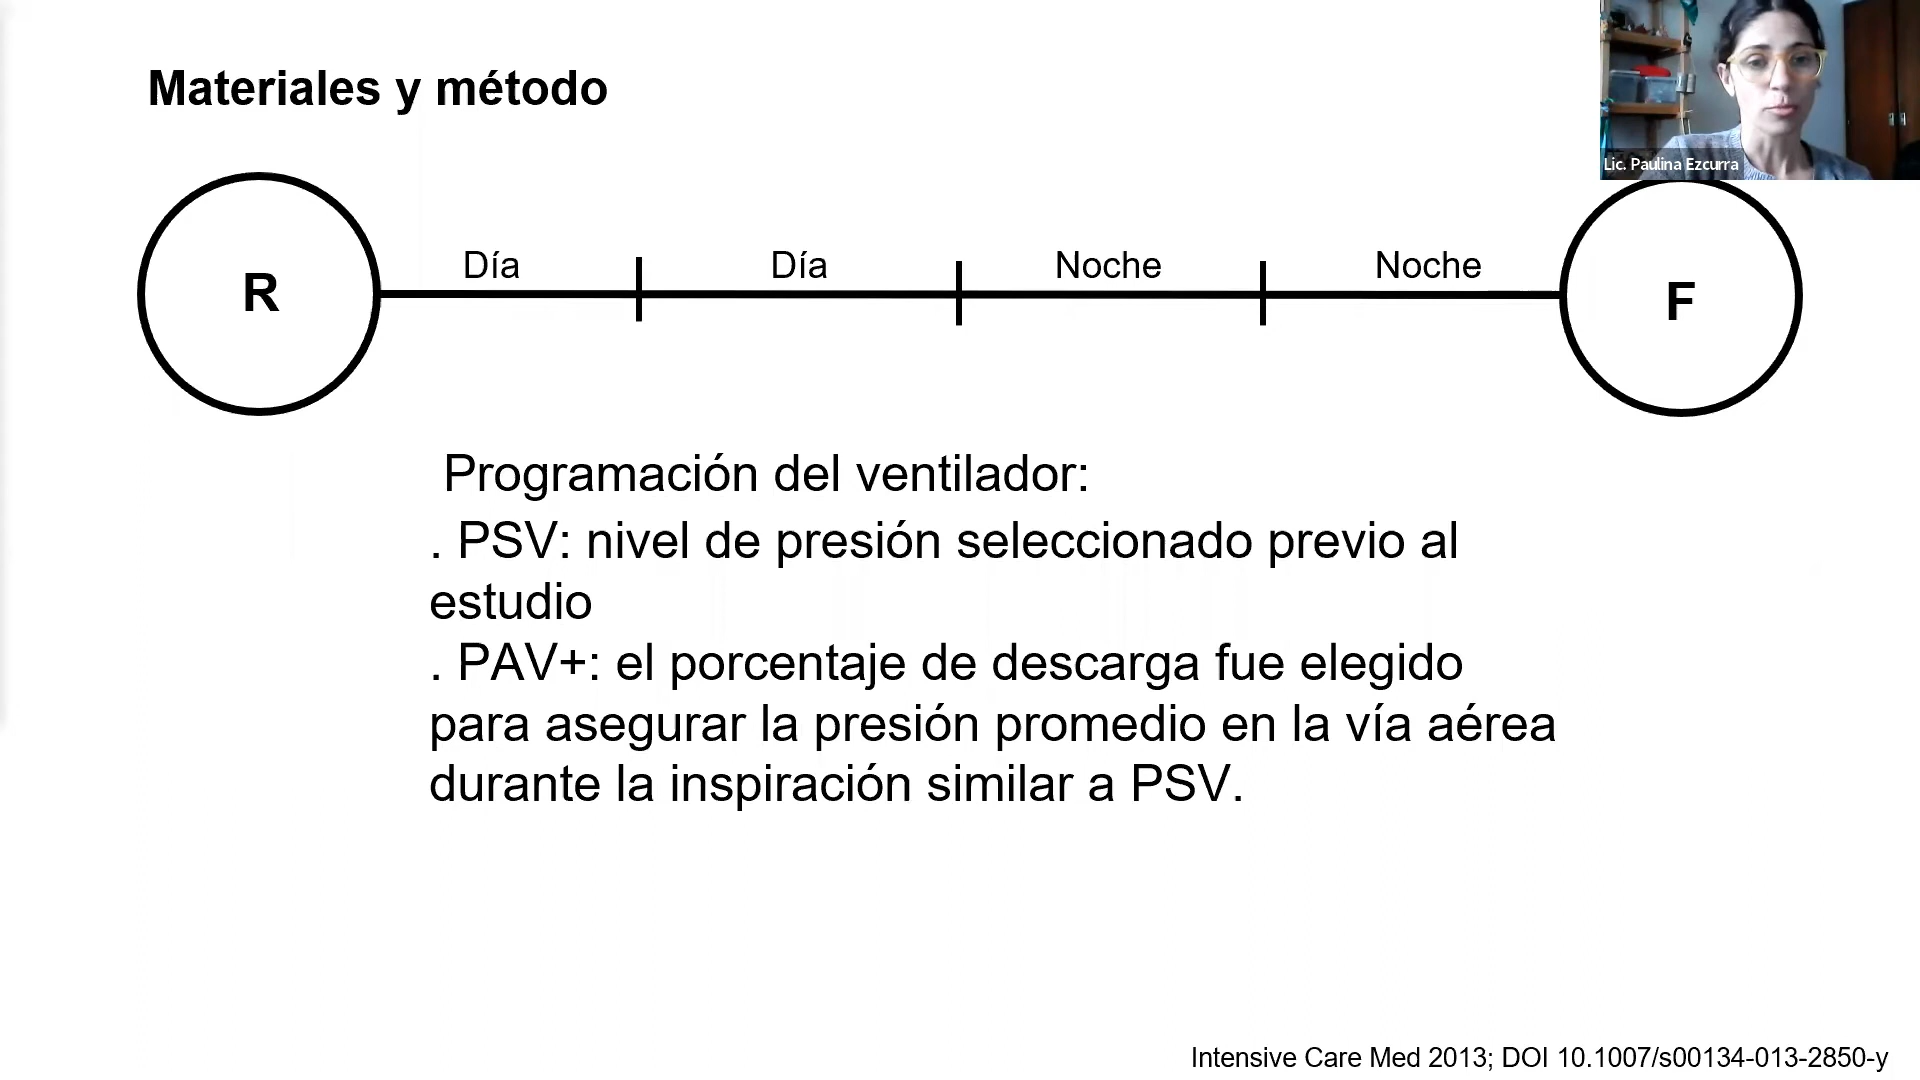 Materiales y método
Lic. Paulina Ezcurra
R
Día
Día
Noche
Noche
F
Programación del ventilador:
. PSV: nivel de presión seleccionado previo al
estudio
. PAV+: el porcentaje de descarga fue elegido
para asegurar la presión promedio en la vía aérea
durante la inspiración similar a PSV.
Intensive Care Med 2013; DOI 10.1007/s00134-013-2850-y